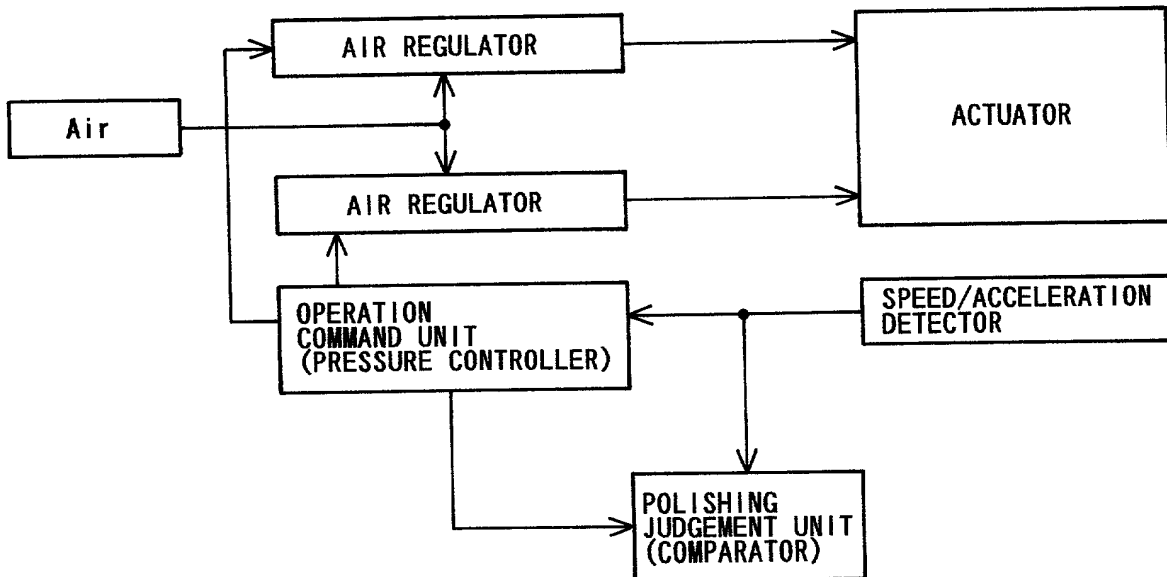 AIR REGULATOR
Air
ACTUATOR
AIR REGULATOR
OPERATION
COMMAND UNIT
(PRESSURE CONTROLLER)
SPEED/ACCELERATION
DETECTOR
POLISHING
JUDGEMENT UNIT
(COMPARATOR)